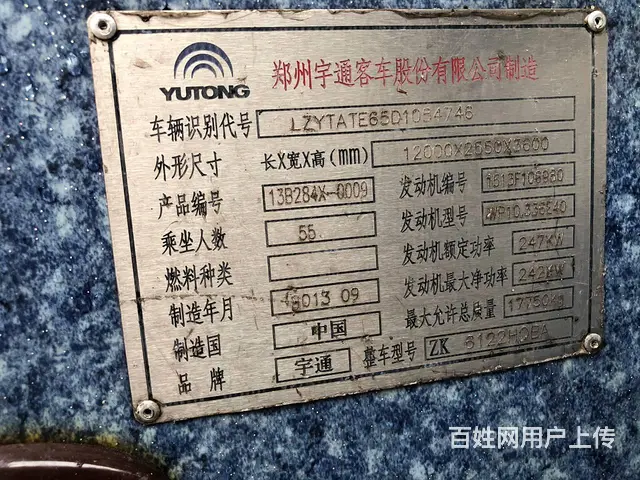 YUTONG 郑州宇通客车股份有限公司制造
车辆识别代号
外形尺寸 长X宽X高(mm) 12000X2550X3600
产品编号 13B284X-0009 发动机编号
乘坐人数 55 发动机型号
燃料种类 发动机额定功率 247KW
制造年月 09 发动机最大净功率 242KW
制造国 中国 最大允许总质量
品牌 宇通 整车型号 ZK
百姓网用户上传